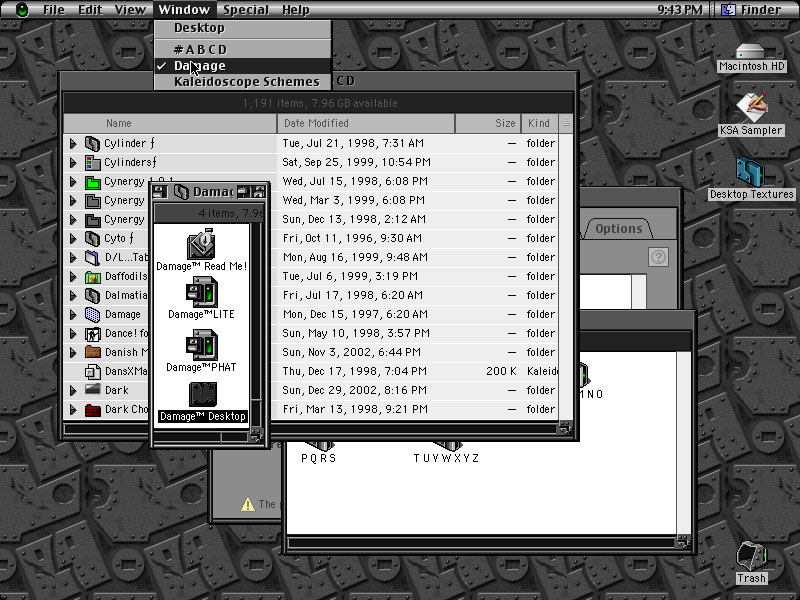 File Edit View Window Special Help 9:43 PM Finder
Desktop
#ABCD
Damage
Kaleidoscope Schemes
C D
1,191 items, 7.96 GB available
Name Date Modified Size Kind
Cylinder ƒ Tue, Jul 21, 1998, 7:31 AM — folder
Cylindersƒ Sat, Sep 25, 1999, 10:54 PM — folder
Cynergy 1.0.1 Wed, Jul 15, 1998, 6:08 PM — folder
Cynergy Wed, Mar 3, 1999, 6:08 PM — folder
Cynergy Sun, Dec 13, 1998, 2:12 AM — folder
Cyto ƒ Fri, Oct 11, 1996, 9:30 AM — folder
D/L...Tab Mon, Aug 16, 1999, 9:48 AM — folder
Daffodils Tue, Jul 6, 1999, 3:19 PM — folder
Dalmatia Fri, Jul 17, 1998, 6:20 AM — folder
Damage Mon, Dec 15, 1997, 6:20 AM — folder
Dance! fo Sun, May 10, 1998, 3:57 PM — folder
Danish M Sun, Nov 3, 2002, 6:44 PM — folder
DansXMa Thu, Dec 17, 1998, 7:04 PM 200 K Kaleid
Dark Sun, Dec 29, 2002, 8:16 PM — folder
Dark Cho Fri, Mar 13, 1998, 9:21 PM — folder
Damag
4 items, 7.96
Damage™ Read Me!
Damage™LITE
Damage™PHAT
Damage™ Desktop
Options
M N O
P Q R S
T U V W X Y Z
The
Macintosh HD
KSA Sampler
Desktop Textures
Trash